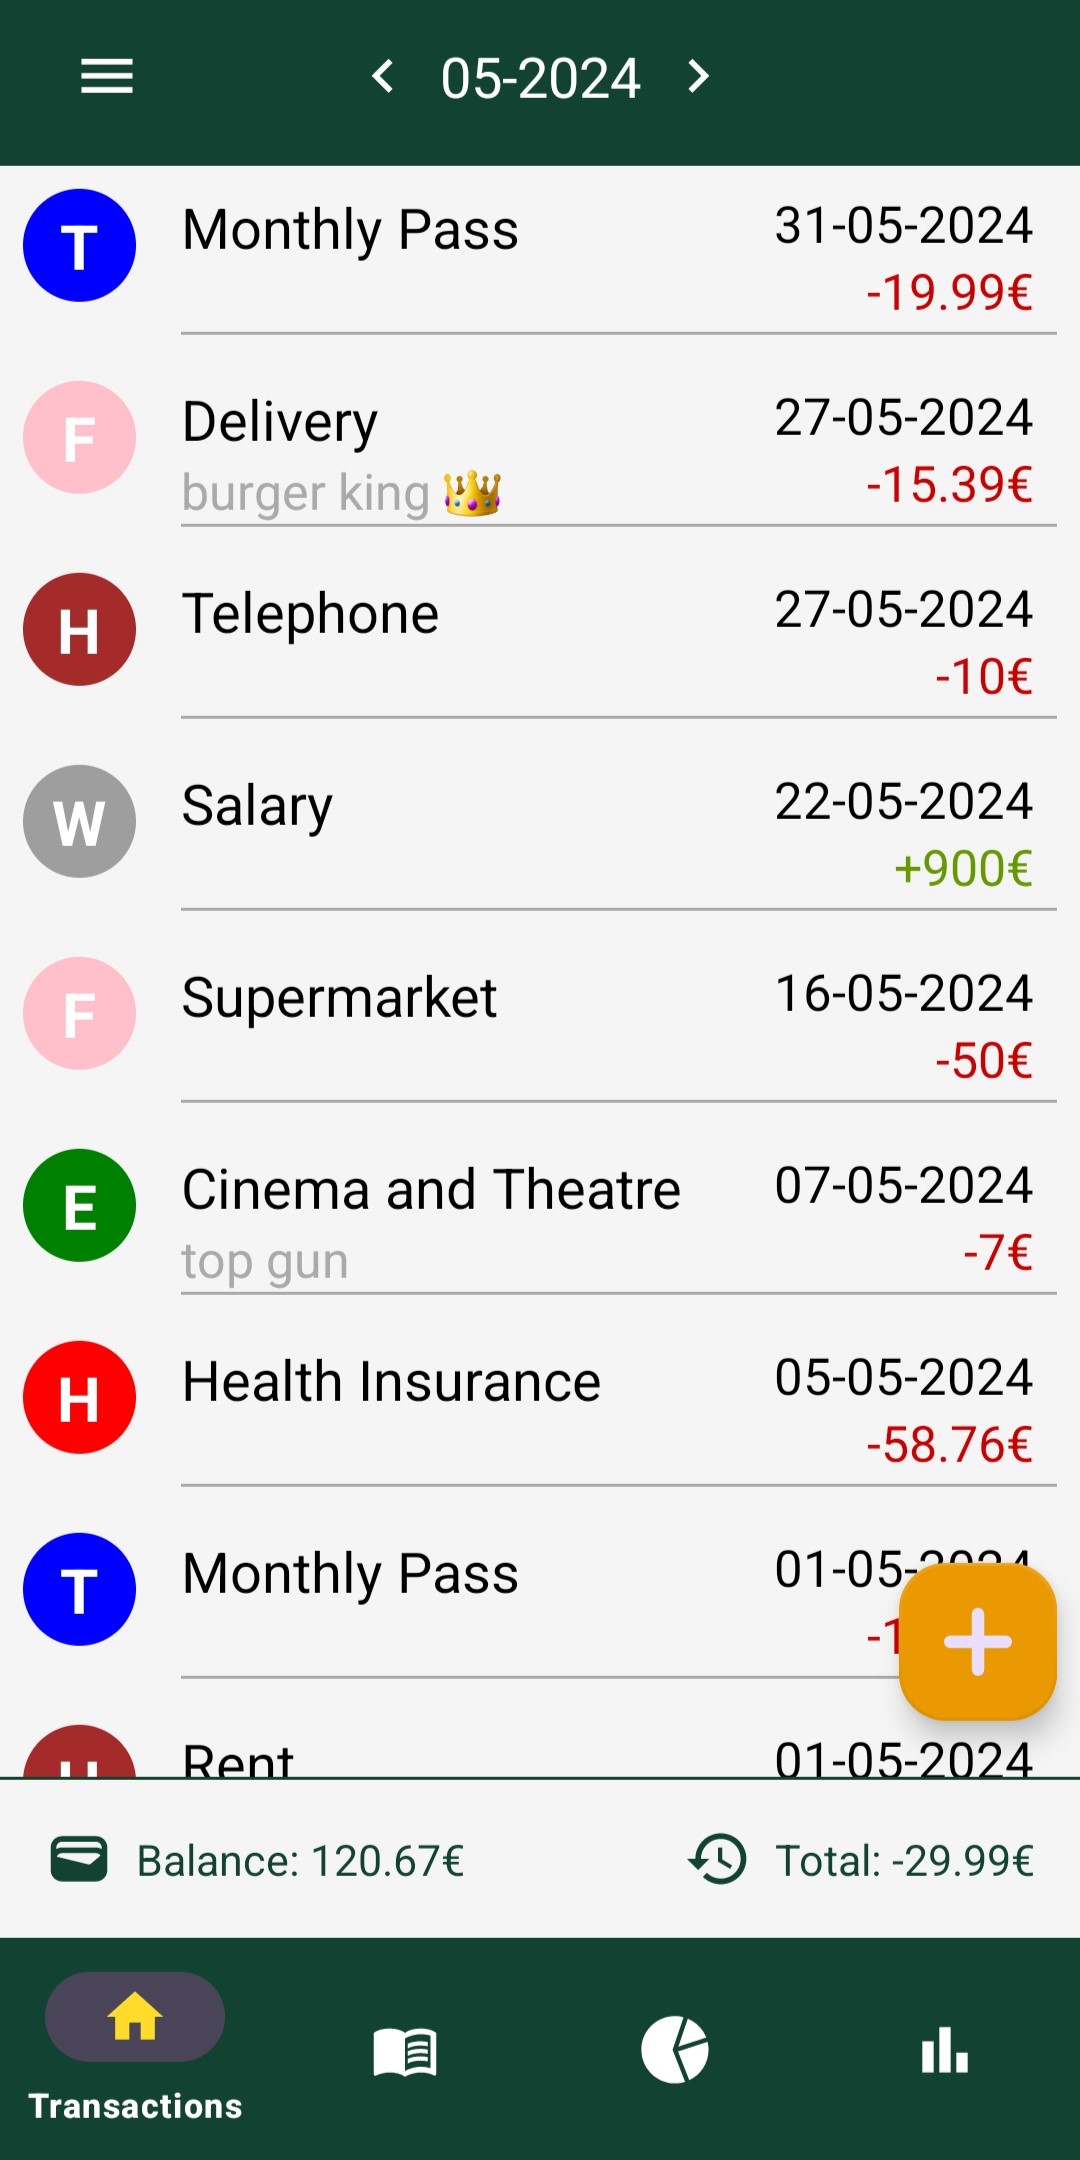 05-2024
T Monthly Pass 31-05-2024
-19.99€
F Delivery 27-05-2024
burger king 👑 -15.39€
H Telephone 27-05-2024
-10€
W Salary 22-05-2024
+900€
F Supermarket 16-05-2024
-50€
E Cinema and Theatre 07-05-2024
top gun -7€
H Health Insurance 05-05-2024
-58.76€
T Monthly Pass 01-05-2024
-1
Rent 01-05-2024
Balance: 120.67€ Total: -29.99€
Transactions